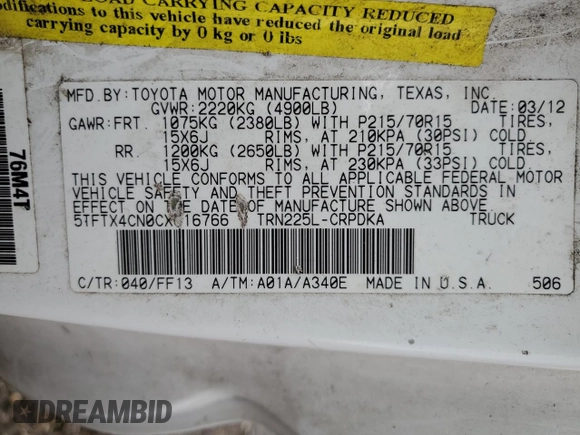 LOAD CARRYING CAPACITY REDUCED
modifications to this vehicle have reduced the original load
carrying capacity by 0 kg or 0 lbs
MFD.BY:TOYOTA MOTOR MANUFACTURING, TEXAS, INC.
GVWR:2220KG (4900LB) DATE:03/12
GAWR:FRT. 1075KG (2380LB) WITH P215/70R15 TIRES,
15X6J RIMS, AT 210KPA (30PSI) COLD
RR. 1200KG (2650LB) WITH P215/70R15 TIRES,
15X6J RIMS, AT 230KPA (33PSI) COLD
THIS VEHICLE CONFORMS TO ALL APPLICABLE FEDERAL MOTOR
VEHICLE SAFETY AND THEFT PREVENTION STANDARDS IN
EFFECT ON THE DATE OF MANUFACTURE SHOWN ABOVE
TRN225L-CRPDKA TRUCK
C/TR:040/FF13 A/TM:A01A/A340E MADE IN U.S.A. 506
76M4T
DREAMBID